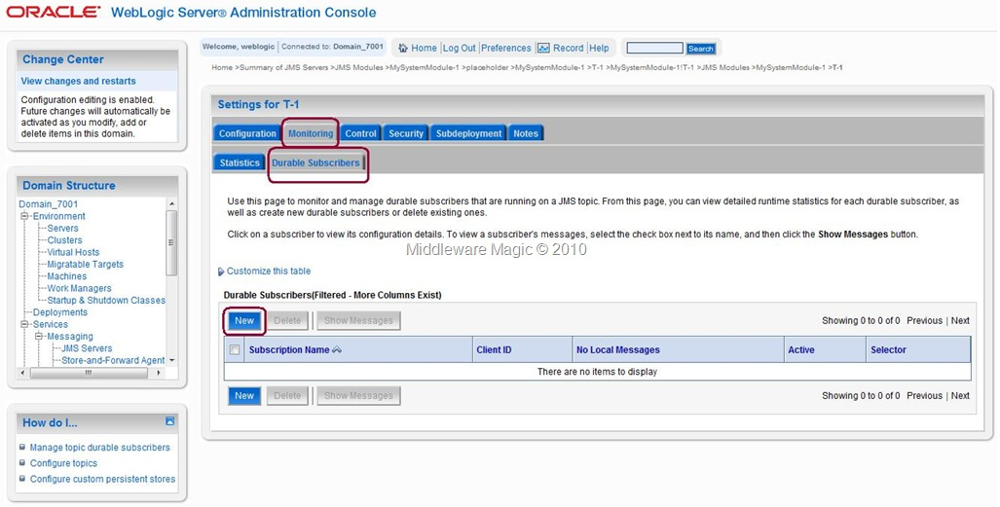 ORACLE® WebLogic Server® Administration Console
Change Center
View changes and restarts
Configuration editing is enabled.
Future changes will automatically be
activated as you modify, add or
delete items in this domain.
Domain Structure
Domain_7001
Environment
Servers
Clusters
Virtual Hosts
Migratable Targets
Machines
Work Managers
Startup & Shutdown Classes
Deployments
Services
Messaging
JMS Servers
Store-and-Forward Agent
How do I...
Manage topic durable subscribers
Configure topics
Configure custom persistent stores
Welcome, weblogic Connected to: Domain_7001 Home Log Out Preferences Record Help Search
Home >Summary of JMS Servers >JMS Modules >MySystemModule-1 >placeholder >MySystemModule-1 >T-1 >MySystemModule-1!T-1 >JMS Modules >MySystemModule-1 >T-1
Settings for T-1
Configuration Monitoring Control Security Subdeployment Notes
Statistics Durable Subscribers
Use this page to monitor and manage durable subscribers that are running on a JMS topic. From this page, you can view detailed runtime statistics for each durable subscriber, as
well as create new durable subscribers or delete existing ones.
Click on a subscriber to view its configuration details. To view a subscriber's messages, select the check box next to its name, and then click the Show Messages button.
Middleware Magic © 2010
Customize this table
Durable Subscribers(Filtered - More Columns Exist)
New Delete Show Messages Showing 0 to 0 of 0 Previous | Next
Subscription Name Client ID No Local Messages Active Selector
There are no items to display
New Delete Show Messages Showing 0 to 0 of 0 Previous | Next